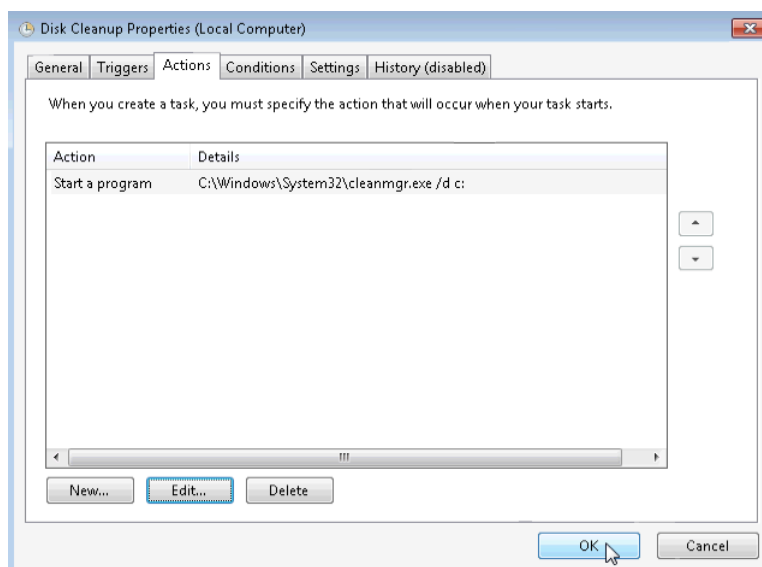 Disk Cleanup Properties (Local Computer)
General Triggers Actions Conditions Settings History (disabled)
When you create a task, you must specify the action that will occur when your task starts.
Action Details
Start a program C:\Windows\System32\cleanmgr.exe /d c:
New... Edit... Delete
OK Cancel